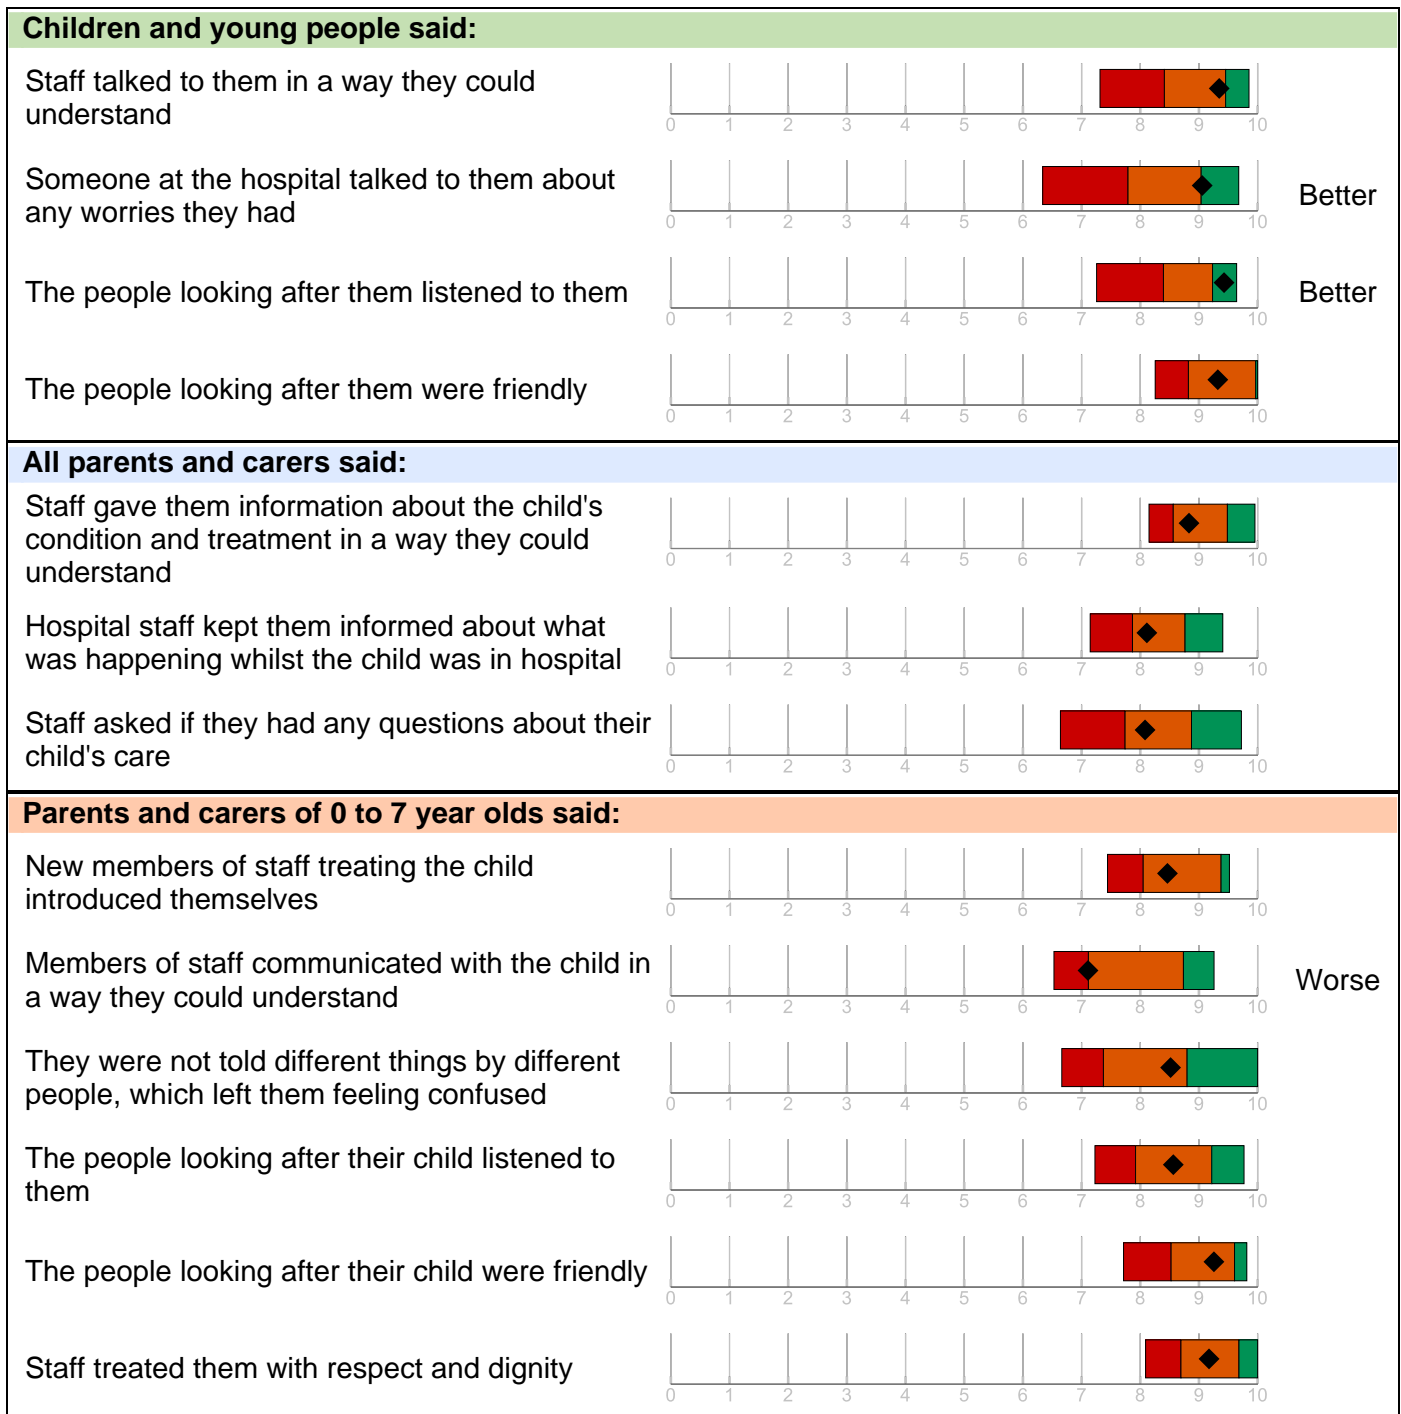 Children and young people said:
Staff talked to them in a way they could
understand
0 1 2 3 4 5 6 7 8 9 10
Someone at the hospital talked to them about
any worries they had
0 1 2 3 4 5 6 7 8 9 10
Better
The people looking after them listened to them
0 1 2 3 4 5 6 7 8 9 10
Better
The people looking after them were friendly
0 1 2 3 4 5 6 7 8 9 10
All parents and carers said:
Staff gave them information about the child's
condition and treatment in a way they could
understand
0 1 2 3 4 5 6 7 8 9 10
Hospital staff kept them informed about what
was happening whilst the child was in hospital
0 1 2 3 4 5 6 7 8 9 10
Staff asked if they had any questions about their
child's care
0 1 2 3 4 5 6 7 8 9 10
Parents and carers of 0 to 7 year olds said:
New members of staff treating the child
introduced themselves
0 1 2 3 4 5 6 7 8 9 10
Members of staff communicated with the child in
a way they could understand
0 1 2 3 4 5 6 7 8 9 10
Worse
They were not told different things by different
people, which left them feeling confused
0 1 2 3 4 5 6 7 8 9 10
The people looking after their child listened to
them
0 1 2 3 4 5 6 7 8 9 10
The people looking after their child were friendly
0 1 2 3 4 5 6 7 8 9 10
Staff treated them with respect and dignity
0 1 2 3 4 5 6 7 8 9 10